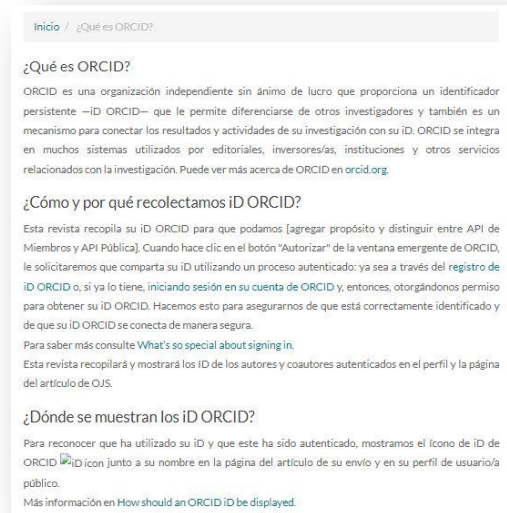 Inicio / ¿Qué es ORCID?
¿Qué es ORCID?
ORCID es una organización independiente sin ánimo de lucro que proporciona un identificador
persistente —iD ORCID— que le permite diferenciarse de otros investigadores y también es un
mecanismo para conectar los resultados y actividades de su investigación con su iD. ORCID se integra
en muchos sistemas utilizados por editoriales, inversores/as, instituciones y otros servicios
relacionados con la investigación. Puede ver más acerca de ORCID en orcid.org.
¿Cómo y por qué recolectamos iD ORCID?
Esta revista recopila su iD ORCID para que podamos [agregar propósito y distinguir entre API de
Miembros y API Pública]. Cuando hace clic en el botón "Autorizar" de la ventana emergente de ORCID,
le solicitaremos que comparta su iD utilizando un proceso autenticado: ya sea a través del registro de
iD ORCID o, si ya lo tiene, iniciando sesión en su cuenta de ORCID y, entonces, otorgándonos permiso
para obtener su iD ORCID. Hacemos esto para asegurarnos de que está correctamente identificado y
de que su iD ORCID se conecta de manera segura.
Para saber más consulte What's so special about signing in.
Esta revista recopilará y mostrará los ID de los autores y coautores autenticados en el perfil y la página
del artículo de OJS.
¿Dónde se muestran los iD ORCID?
Para reconocer que ha utilizado su iD y que este ha sido autenticado, mostramos el ícono de iD de
ORCID iD icon junto a su nombre en la página del artículo de su envío y en su perfil de usuario/a
público.
Más información en How should an ORCID iD be displayed.